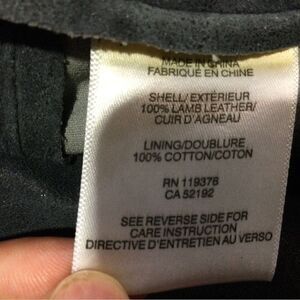 MADE IN CHINA
FABRIQUÉ EN CHINE
SHELL/EXTÉRIEUR
100% LAMB LEATHER/
CUIR D'AGNEAU
LINING/DOUBLURE
100% COTTON/COTON
RN 119376
CA 52192
SEE REVERSE SIDE FOR
CARE INSTRUCTION
DIRECTIVE D'ENTRETIEN AU VERSO